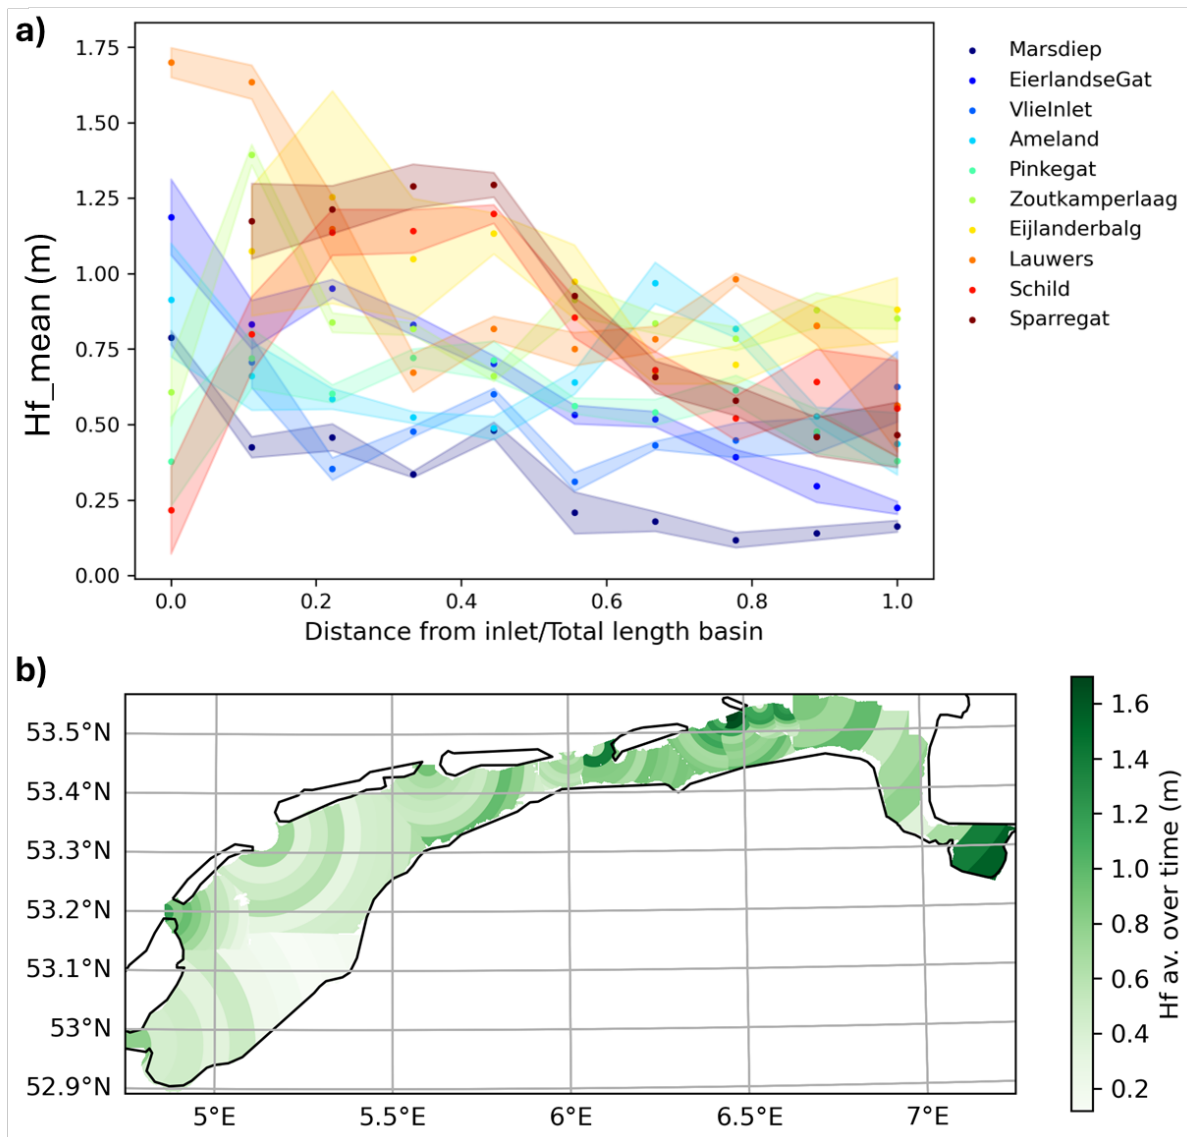 a)
Hf_mean (m)
1.75
1.50
1.25
1.00
0.75
0.50
0.25
0.00
0.0 0.2 0.4 0.6 0.8 1.0
Distance from inlet/Total length basin
Marsdiep
EierlandseGat
VlieInlet
Ameland
Pinkegat
Zoutkamperlaag
Eijlanderbalg
Lauwers
Schild
Sparregat
b)
53.5°N
53.4°N
53.3°N
53.2°N
53.1°N
53°N
52.9°N
5°E 5.5°E 6°E 6.5°E 7°E
1.6
1.4
1.2
1.0
0.8
0.6
0.4
0.2
Hf av. over time (m)